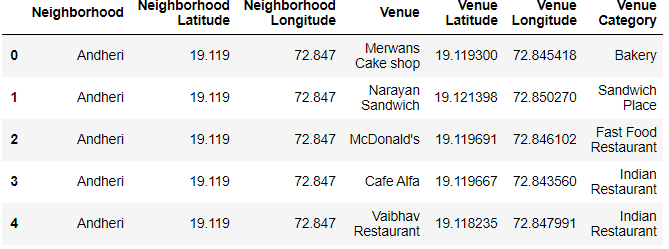 Neighborhood Neighborhood Latitude Neighborhood Longitude Venue Venue Latitude Venue Longitude Venue Category
0 Andheri 19.119 72.847 Merwans Cake shop 19.119300 72.845418 Bakery
1 Andheri 19.119 72.847 Narayan Sandwich 19.121398 72.850270 Sandwich Place
2 Andheri 19.119 72.847 McDonald's 19.119691 72.846102 Fast Food Restaurant
3 Andheri 19.119 72.847 Cafe Alfa 19.119667 72.843560 Indian Restaurant
4 Andheri 19.119 72.847 Vaibhav Restaurant 19.118235 72.847991 Indian Restaurant